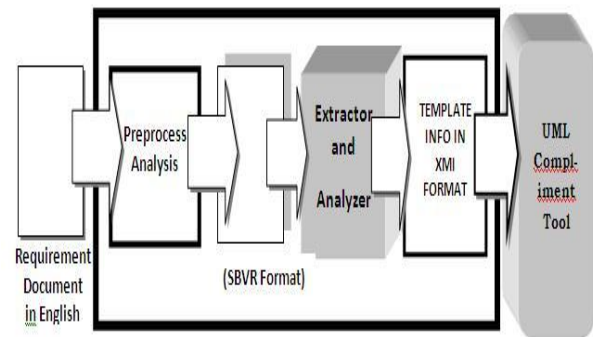 Requirement
Document
in English
Preprocess
Analysis
(SBVR Format)
Extractor
and
Analyzer
TEMPLATE
INFO IN
XMI
FORMAT
UML
Compl-
iment
Tool